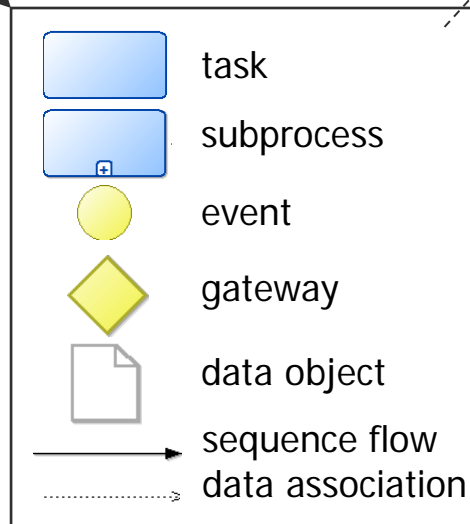 task
subprocess
event
gateway
data object
sequence flow
data association